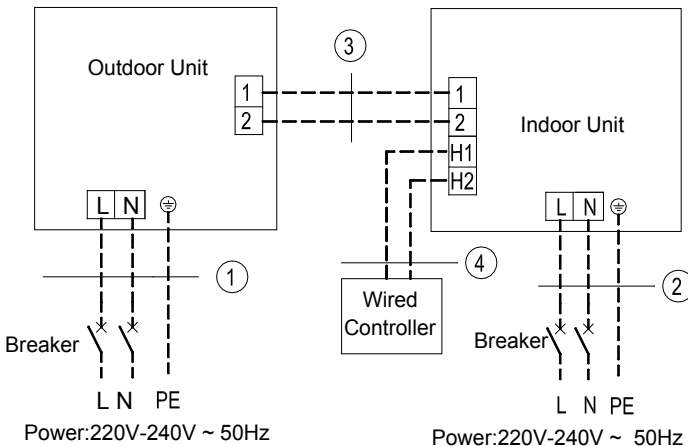 Outdoor Unit
1
2
L N
③
1
2
H1
H2
Indoor Unit
L N
①
Breaker
L N PE
Power:220V-240V ~ 50Hz
④
Wired
Controller
②
Breaker
L N PE
Power:220V-240V ~ 50Hz